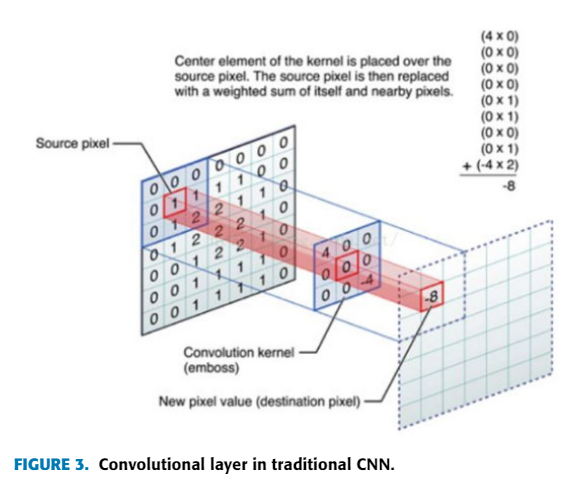 (4 x 0)
(0 x 0)
(0 x 0)
(0 x 0)
(0 x 1)
(0 x 1)
(0 x 0)
(0 x 1)
+ (-4 x 2)
-8
Center element of the kernel is placed over the
source pixel. The source pixel is then replaced
with a weighted sum of itself and nearby pixels.
Source pixel
0 0 0 0 0 0 0
0 1 1 1 1 0 0
0 1 2 2 1 1 0
0 1 2 2 2 1 0
0 0 1 2 2 1 0
0 0 1 1 1 1 0
0 0 1 1 1 1 0
4 0 0
0 0 0
0 0 -4
-8
Convolution kernel
(emboss)
New pixel value (destination pixel)
FIGURE 3. Convolutional layer in traditional CNN.